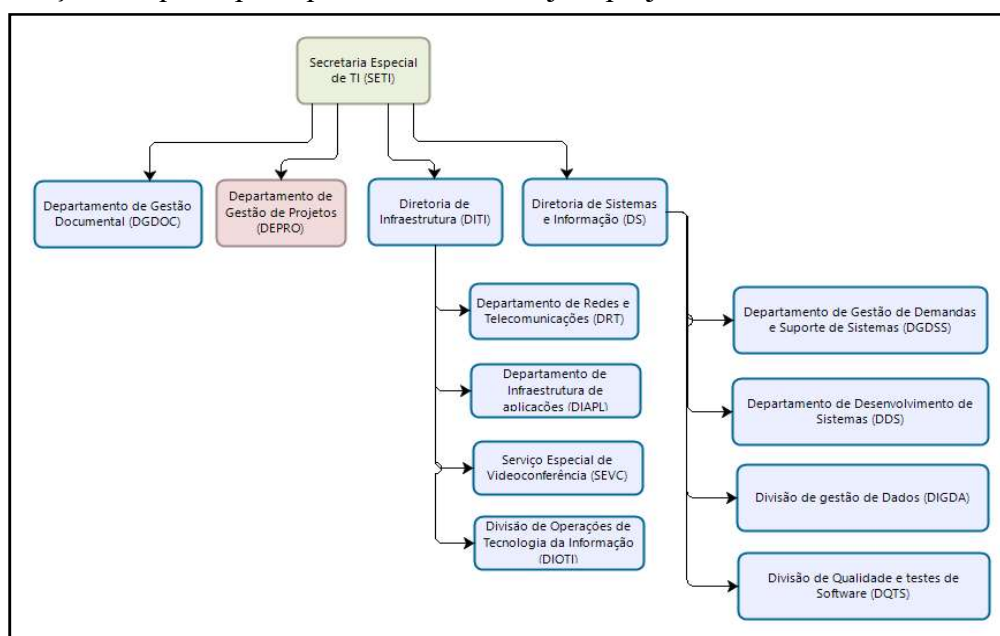 Secretaria Especial
de TI (SETI)
Departamento de Gestão
Documental (DGDOC)
Departamento de
Gestão de Projetos
(DEPRO)
Diretoria de
Infraestrutura (DITI)
Diretoria de Sistemas
e Informação (DS)
Departamento de Redes e
Telecomunicações (DRT)
Departamento de
Infraestrutura de
aplicações (DIAPL)
Serviço Especial de
Videoconferência (SEVC)
Divisão de Operações de
Tecnologia da Informação
(DIOTI)
Departamento de Gestão de Demandas
e Suporte de Sistemas (DGDSS)
Departamento de Desenvolvimento de
Sistemas (DDS)
Divisão de gestão de Dados (DIGDA)
Divisão de Qualidade e testes de
Software (DQTS)